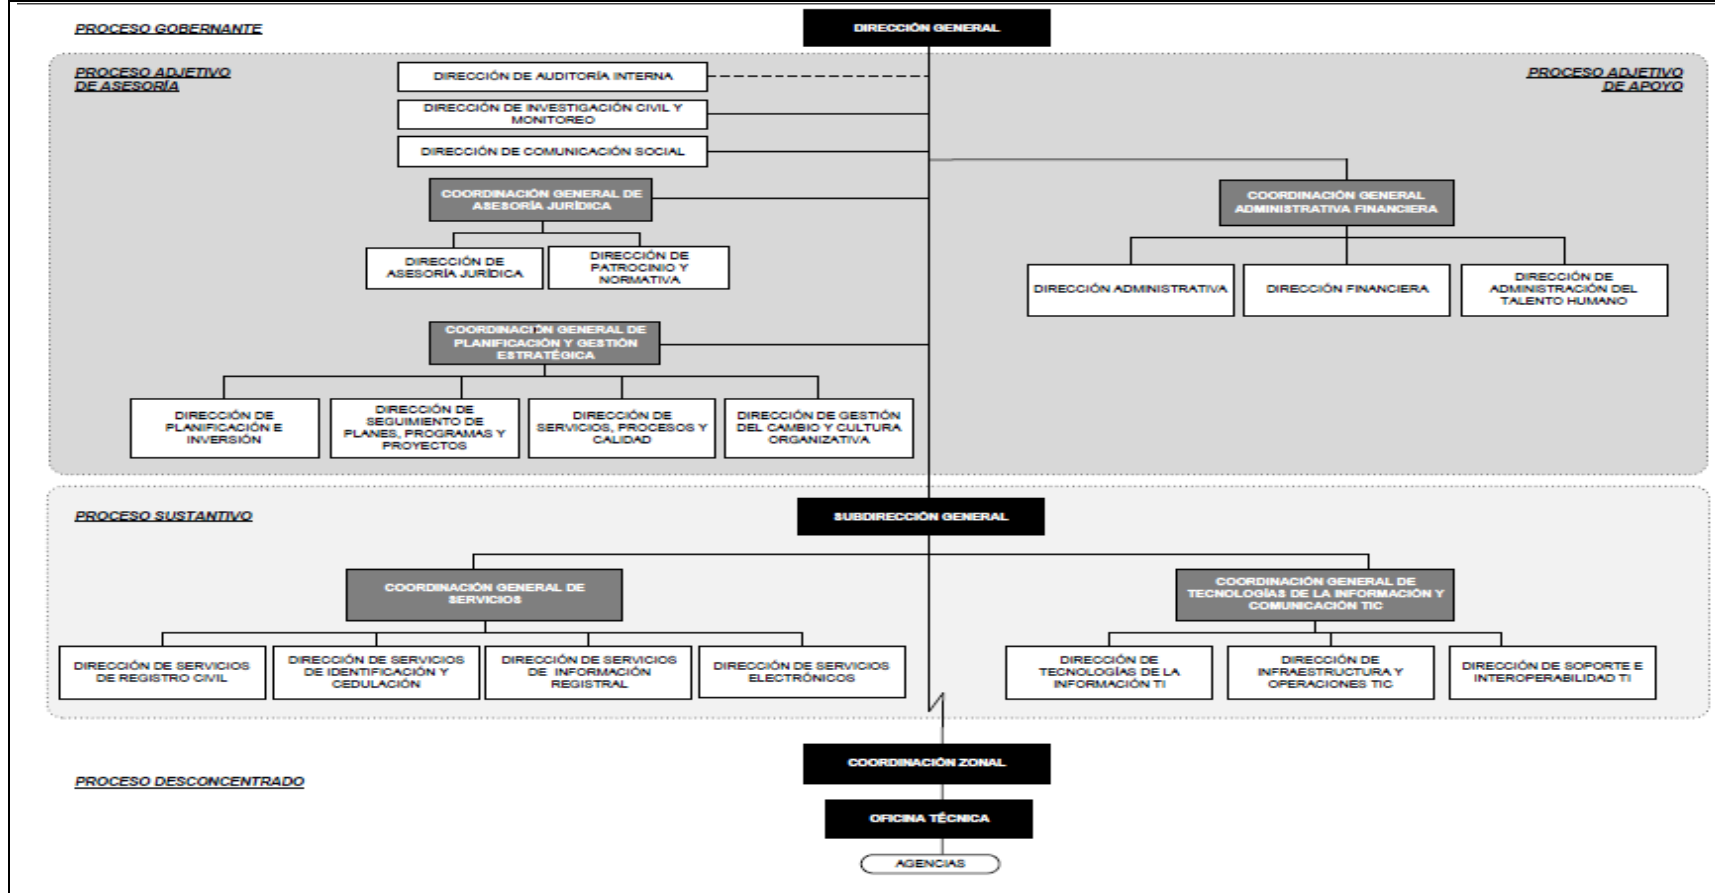 PROCESO GOBERNANTE
DIRECCIÓN GENERAL
PROCESO ADJETIVO
DE ASESORÍA
PROCESO ADJETIVO
DE APOYO
DIRECCIÓN DE AUDITORÍA INTERNA
DIRECCIÓN DE INVESTIGACIÓN CIVIL Y
MONITOREO
DIRECCIÓN DE COMUNICACIÓN SOCIAL
COORDINACIÓN GENERAL DE
ASESORÍA JURÍDICA
DIRECCIÓN DE
ASESORÍA JURÍDICA
DIRECCIÓN DE
PATROCINIO Y
NORMATIVA
COORDINACIÓN GENERAL
ADMINISTRATIVA FINANCIERA
DIRECCIÓN ADMINISTRATIVA
DIRECCIÓN FINANCIERA
DIRECCIÓN DE
ADMINISTRACIÓN DEL
TALENTO HUMANO
COORDINACIÓN GENERAL DE
PLANIFICACIÓN Y GESTIÓN
ESTRATÉGICA
DIRECCIÓN DE
PLANIFICACIÓN E
INVERSIÓN
DIRECCIÓN DE
SEGUIMIENTO DE
PLANES, PROGRAMAS Y
PROYECTOS
DIRECCIÓN DE
SERVICIOS, PROCESOS Y
CALIDAD
DIRECCIÓN DE GESTIÓN
DEL CAMBIO Y CULTURA
ORGANIZATIVA
PROCESO SUSTANTIVO
SUBDIRECCIÓN GENERAL
COORDINACIÓN GENERAL DE
SERVICIOS
COORDINACIÓN GENERAL DE
TECNOLOGÍAS DE LA INFORMACIÓN Y
COMUNICACIÓN TIC
DIRECCIÓN DE SERVICIOS
DE REGISTRO CIVIL
DIRECCIÓN DE SERVICIOS
DE IDENTIFICACIÓN Y
CEDULACIÓN
DIRECCIÓN DE SERVICIOS
DE INFORMACIÓN
REGISTRAL
DIRECCIÓN DE SERVICIOS
ELECTRÓNICOS
DIRECCIÓN DE
TECNOLOGÍAS DE LA
INFORMACIÓN TI
DIRECCIÓN DE
INFRAESTRUCTURA Y
OPERACIONES TIC
DIRECCIÓN DE SOPORTE E
INTEROPERABILIDAD TI
PROCESO DESCONCENTRADO
COORDINACIÓN ZONAL
OFICINA TÉCNICA
AGENCIAS